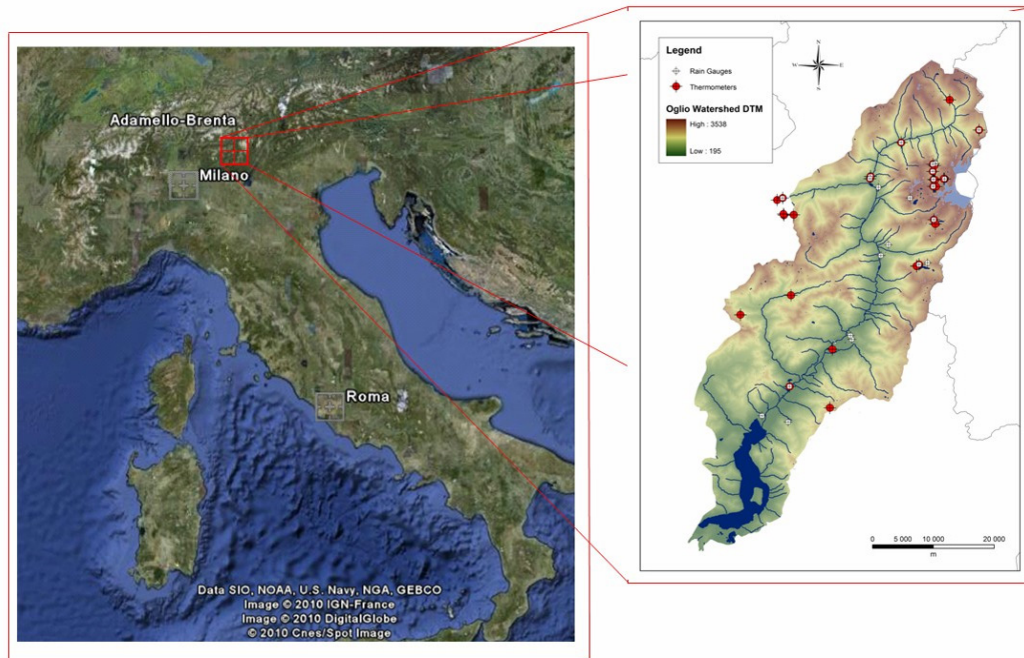 Adamello-Brenta
Milano
Roma
Data SIO, NOAA, U.S. Navy, NGA, GEBCO
Image © 2010 IGN-France
Image © 2010 DigitalGlobe
© 2010 Cnes/Spot Image
Legend
Rain Gauges
Thermometers
Oglio Watershed DTM
High : 3538
Low : 195
N
W
E
S
0 5 000 10 000 20 000
m